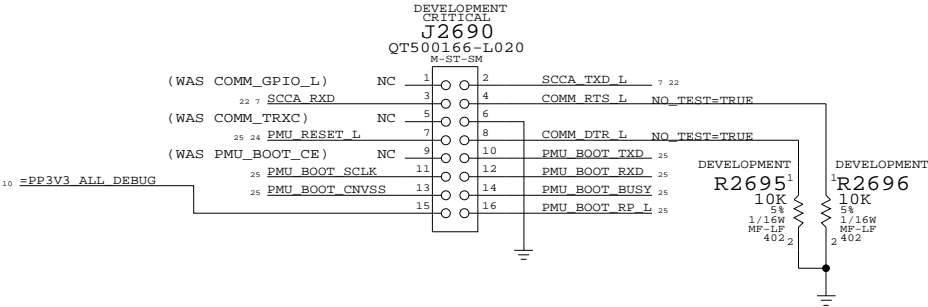 DEVELOPMENT
CRITICAL
J2690
QT500166-L020
M-ST-SM
(WAS COMM_GPIO_L) NC 1 2 SCCA_TXD_L 7 22
22 7 SCCA_RXD 3 4 COMM_RTS_L NO_TEST=TRUE
(WAS COMM_TRXC) NC 5 6
25 24 PMU_RESET_L 7 8 COMM_DTR_L NO_TEST=TRUE
(WAS PMU_BOOT_CE) NC 9 10 PMU_BOOT_TXD 25
25 PMU_BOOT_SCLK 11 12 PMU_BOOT_RXD 25
10 =PP3V3_ALL_DEBUG
25 PMU_BOOT_CNVSS 13 14 PMU_BOOT_BUSY 25
15 16 PMU_BOOT_RP_L 25
DEVELOPMENT
R2695 1
10K
5%
1/16W
MF-LF
402 2
DEVELOPMENT
1 R2696
10K
5%
1/16W
MF-LF
2 402